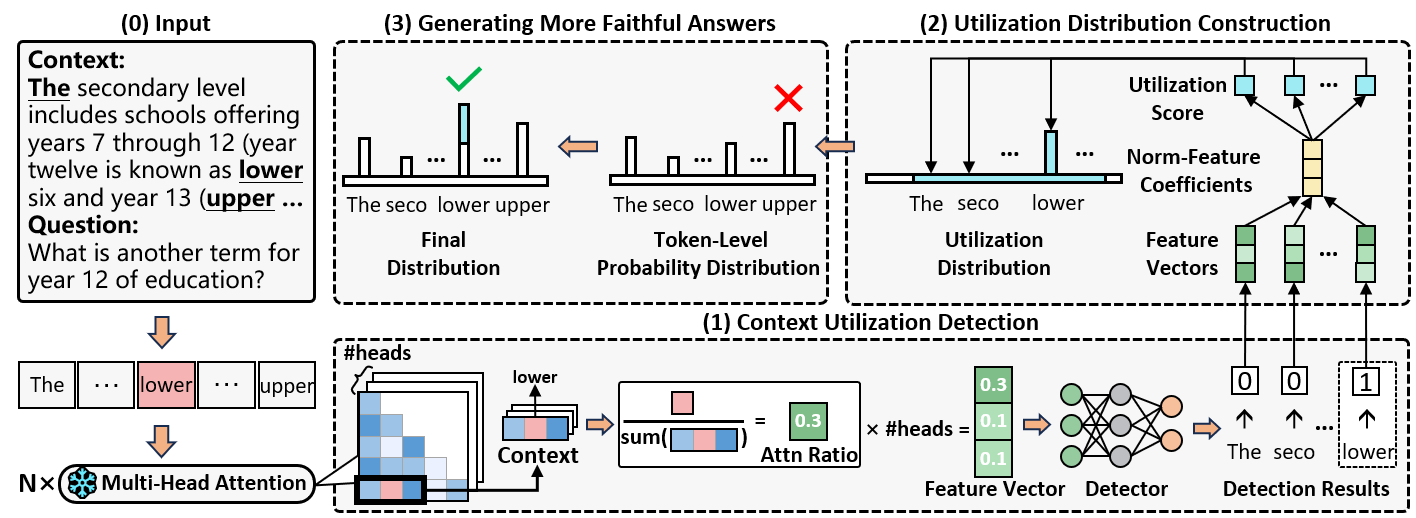 (0) Input
Context:
The secondary level
includes schools offering
years 7 through 12 (year
twelve is known as lower
six and year 13 (upper ...
Question:
What is another term for
year 12 of education?
The ... lower ... upper
N× Multi-Head Attention
(1) Context Utilization Detection
#heads
lower
Context
sum( )
=
0.3
Attn Ratio
× #heads =
0.3
0.1
0.1
Feature Vector
Detector
0 0 1
The seco ... lower
Detection Results
(2) Utilization Distribution Construction
Utilization
Score
...
Norm-Feature
Coefficients
Feature
Vectors
...
... ...
The seco lower
Utilization
Distribution
(3) Generating More Faithful Answers
... ...
The seco lower upper
Final
Distribution
... ...
The seco lower upper
Token-Level
Probability Distribution